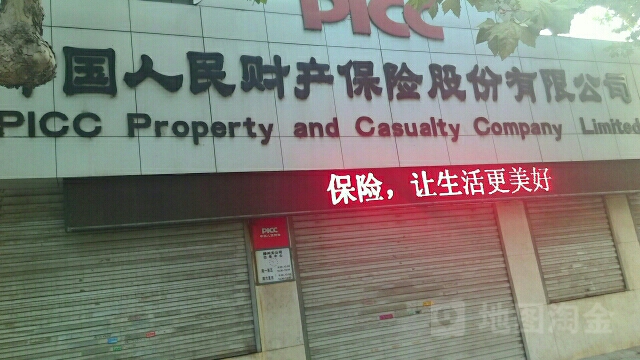 PICC
中国人民财产保险股份有限公司
PICC Property and Casualty Company Limited
保险，让生活更美好
PICC
地图淘金